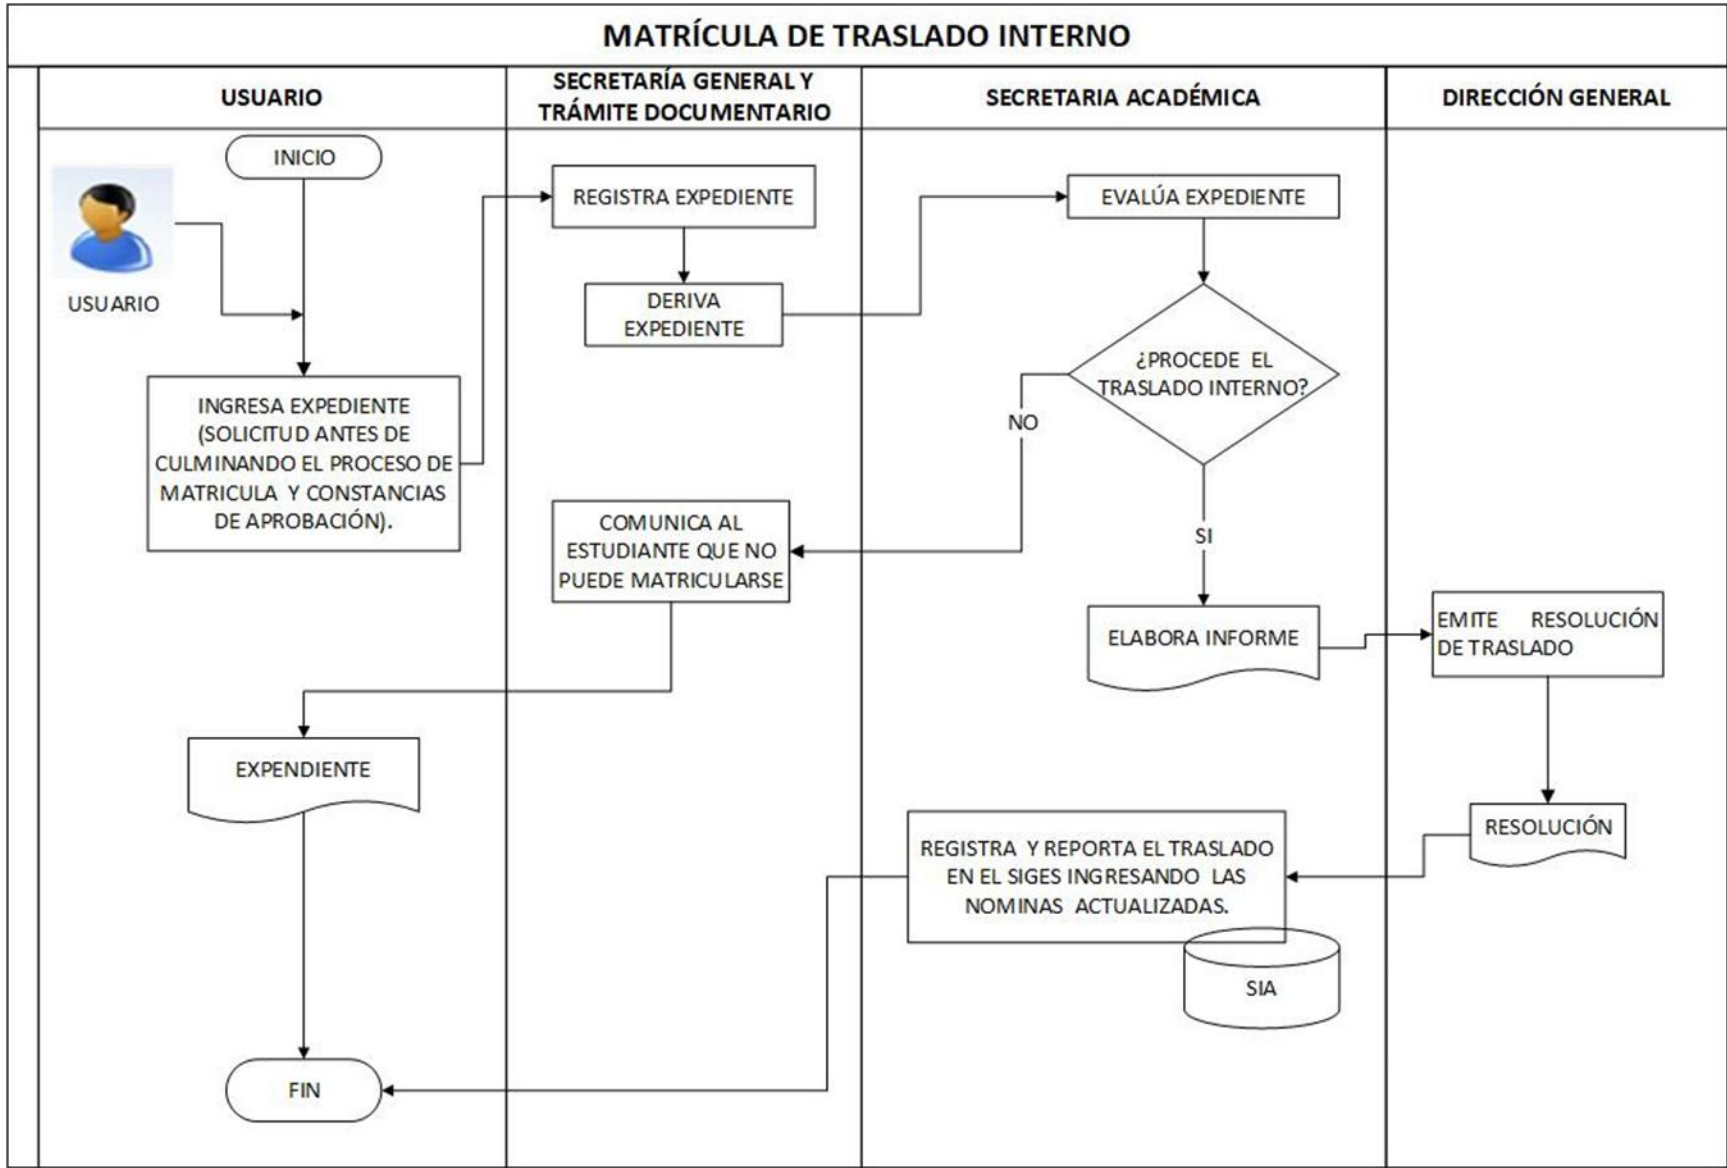 MATRÍCULA DE TRASLADO INTERNO
USUARIO
SECRETARÍA GENERAL Y
TRÁMITE DOCUMENTARIO
SECRETARIA ACADÉMICA
DIRECCIÓN GENERAL
INICIO
USUARIO
INGRESA EXPEDIENTE
(SOLICITUD ANTES DE
CULMINANDO EL PROCESO DE
MATRICULA Y CONSTANCIAS
DE APROBACIÓN).
REGISTRA EXPEDIENTE
DERIVA
EXPEDIENTE
EVALÚA EXPEDIENTE
¿PROCEDE EL
TRASLADO INTERNO?
NO
SI
COMUNICA AL
ESTUDIANTE QUE NO
PUEDE MATRICULARSE
ELABORA INFORME
EMITE RESOLUCIÓN
DE TRASLADO
EXPENDIENTE
RESOLUCIÓN
REGISTRA Y REPORTA EL TRASLADO
EN EL SIGES INGRESANDO LAS
NOMINAS ACTUALIZADAS.
SIA
FIN